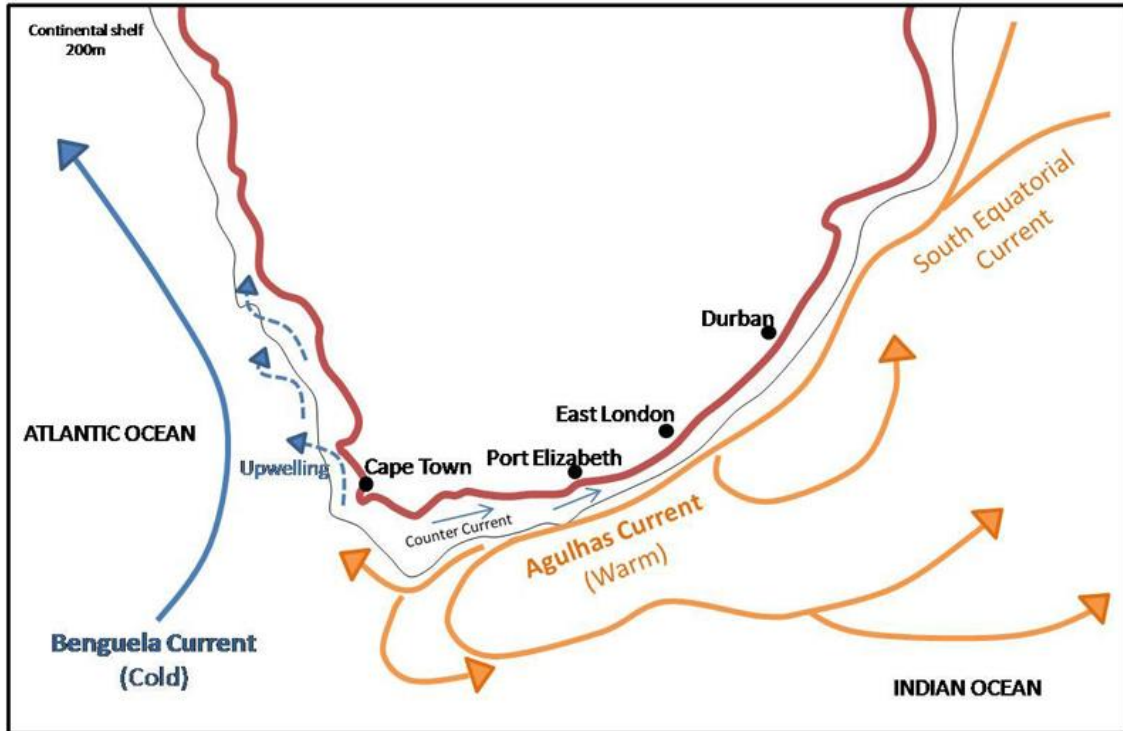 Continental shelf
200m
South Equatorial
Current
Durban
East London
ATLANTIC OCEAN
Port Elizabeth
Upwelling
Cape Town
Counter Current
Agulhas Current
(Warm)
Benguela Current
(Cold)
INDIAN OCEAN